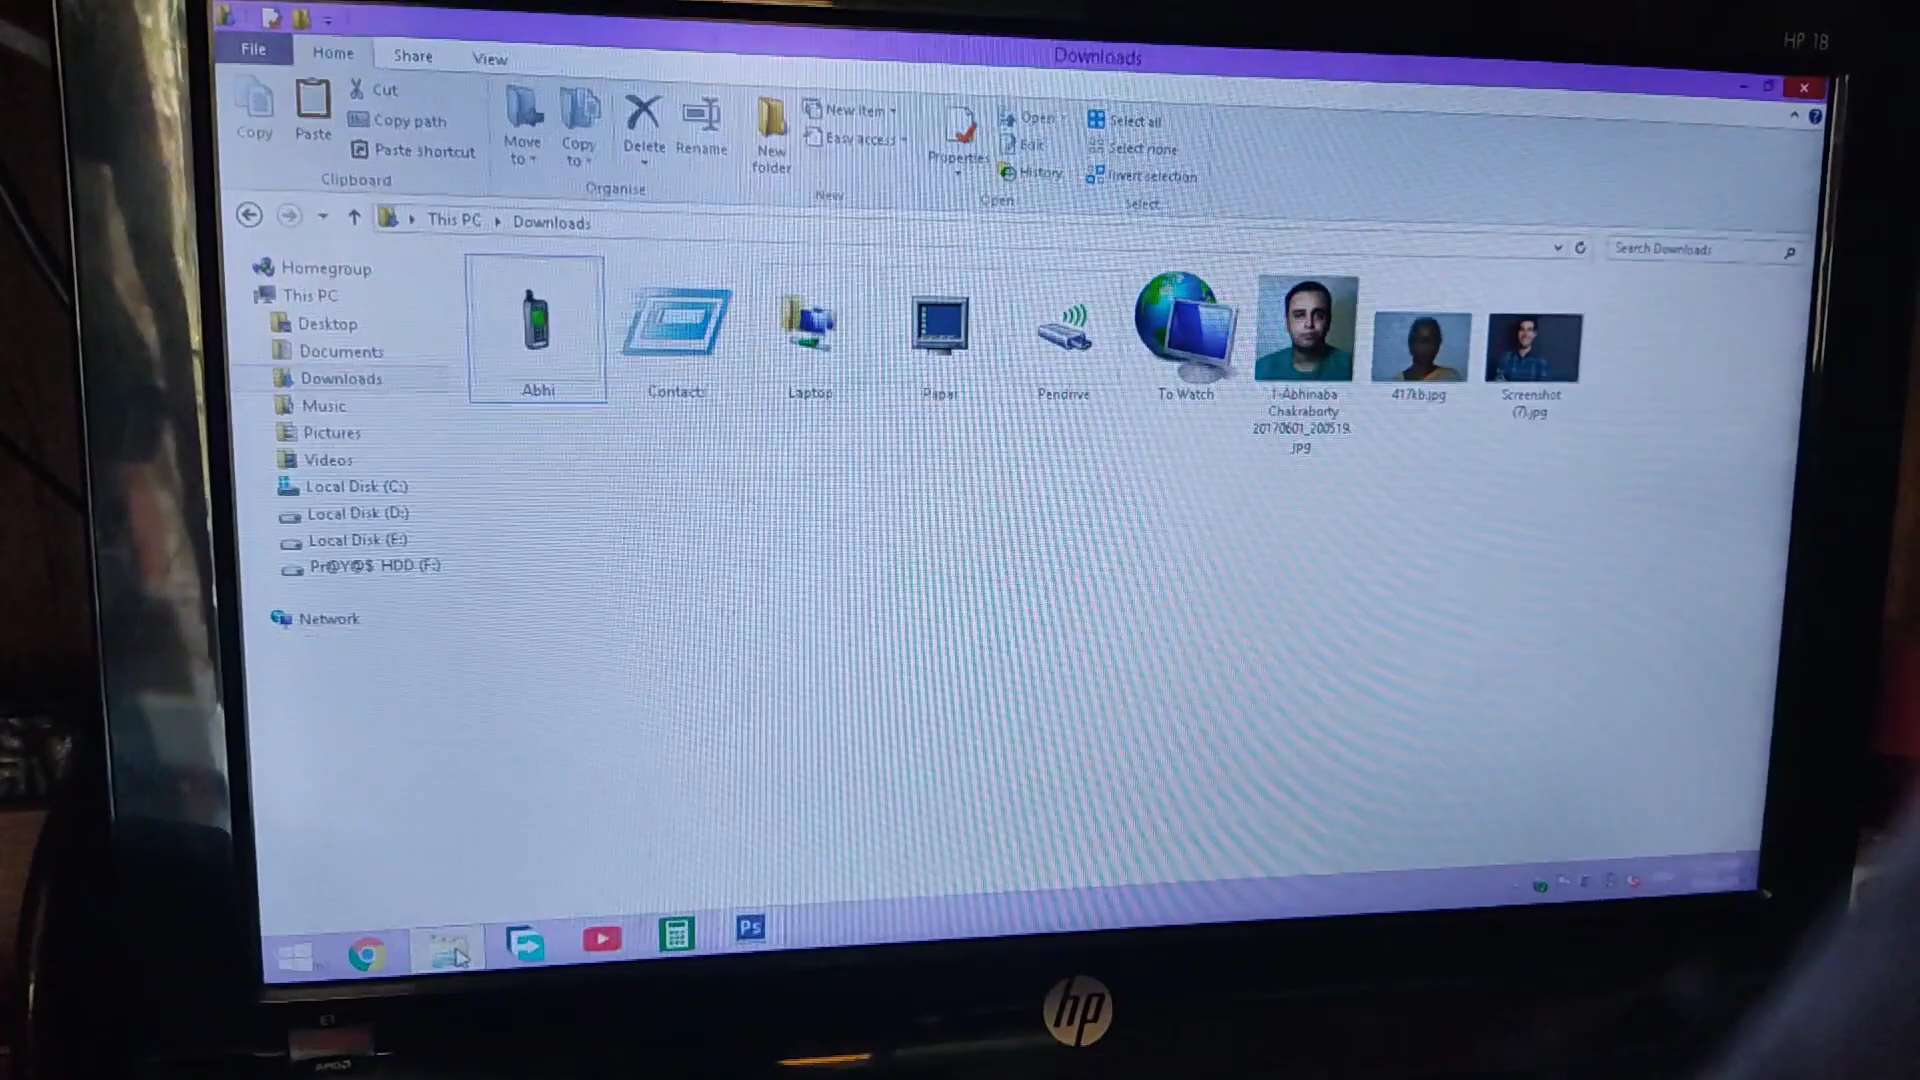 HP 18
Downloads
File Home Share View
Copy
Paste
Cut
Copy path
Paste shortcut
Clipboard
Move to
Copy to
Delete
Rename
Organise
New folder
New item
Easy access
New
Properties
Open
Edit
History
Open
Select all
Select none
Invert selection
Select
This PC Downloads
Search Downloads
Homegroup
This PC
Desktop
Documents
Downloads
Music
Pictures
Videos
Local Disk (C:)
Local Disk (D:)
Local Disk (E:)
Pr@Y@$ HDD (F:)
Network
Abhi
Contacts
Laptop
Papai
Pendrive
To Watch
1-Abhinaba
Chakraborty
20170601_200519.
jpg
417kb.jpg
Screenshot
(7).jpg
Ps
hp